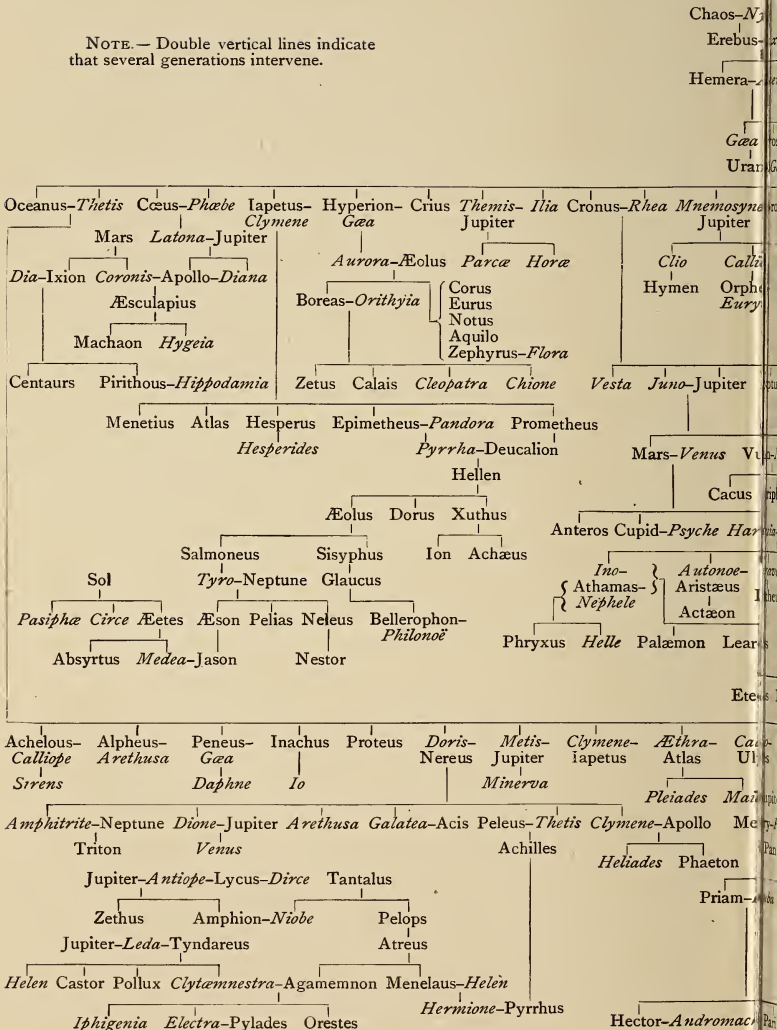 Chaos–
Erebus–
NOTE.— Double vertical lines indicate
that several generations intervene.
Hemera–
Gæa
Oceanus–Thetis Cœus–Phœbe Iapetus– Hyperion– Crius Themis– Ilia Cronus–Rhea Mnemosyne
Clymene Gæa Jupiter Jupiter
Mars Latona–Jupiter
Dia–Ixion Coronis–Apollo–Diana Aurora–Æolus Parcæ Horæ Clio
Æsculapius Boreas–Orithyia Corus Hymen
Eurus
Notus
Machaon Hygeia Aquilo
Zephyrus–Flora
Centaurs Pirithous–Hippodamia Zetus Calais Cleopatra Chione Vesta Juno–Jupiter
Menetius Atlas Hesperus Epimetheus–Pandora Prometheus
Hesperides Pyrrha–Deucalion Mars–Venus
Hellen
Cacus
Æolus Dorus Xuthus
Anteros Cupid–Psyche
Salmoneus Sisyphus Ion Achæus
Sol Tyro–Neptune Glaucus Ino– Autonoe–
Athamas– Aristæus
Nephele
Pasiphæ Circe Æetes Æson Pelias Neleus Bellerophon– Actæon
Philonoë
Phryxus Helle Palæmon
Absyrtus Medea–Jason Nestor
Achelous– Alpheus– Peneus– Inachus Proteus Doris– Metis– Clymene– Æthra–
Calliope Arethusa Gæa Nereus Jupiter Iapetus Atlas
Sirens Daphne Io Minerva
Pleiades
Amphitrite–Neptune Dione–Jupiter Arethusa Galatea–Acis Peleus–Thetis Clymene–Apollo
Triton Venus Achilles
Heliades Phaeton
Jupiter–Antiope–Lycus–Dirce Tantalus
Priam–
Zethus Amphion–Niobe Pelops
Jupiter–Leda–Tyndareus Atreus
Helen Castor Pollux Clytæmnestra–Agamemnon Menelaus–Helen
Hermione–Pyrrhus
Iphigenia Electra–Pylades Orestes Hector–